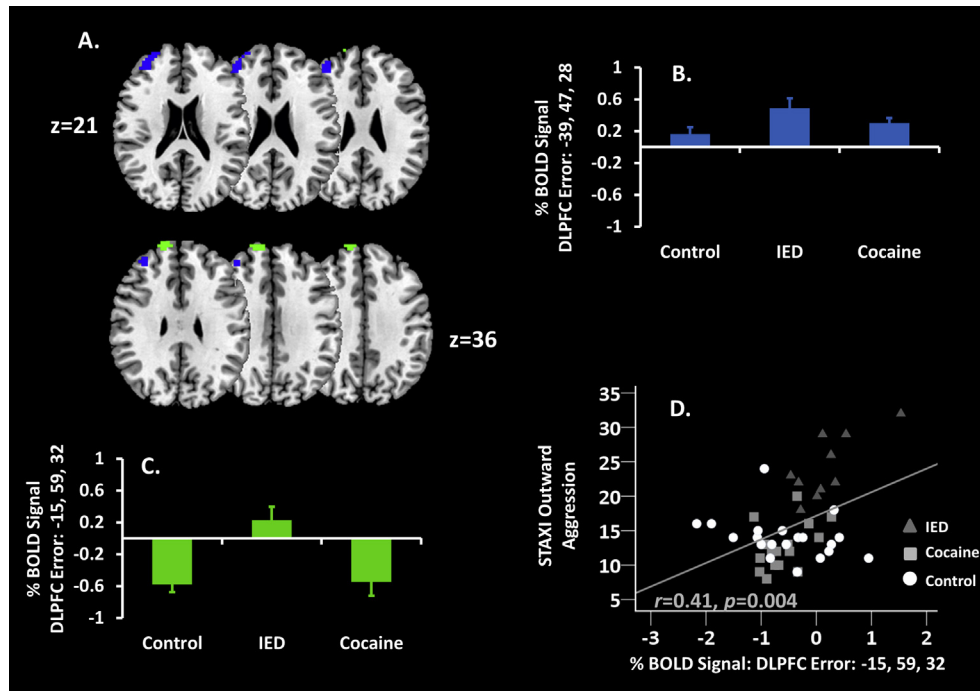 A.
z=21
z=36
B.
% BOLD Signal
DLPFC Error: -39, 47, 28
1
0.6
0.2
-0.2
-0.6
-1
Control IED Cocaine
C.
% BOLD Signal
DLPFC Error: -15, 59, 32
1
0.6
0.2
-0.2
-0.6
-1
Control IED Cocaine
D.
STAXI Outward
Aggression
35
30
25
20
15
10
5
IED
Cocaine
Control
r=0.41, p=0.004
-3 -2 -1 0 1 2
% BOLD Signal: DLPFC Error: -15, 59, 32